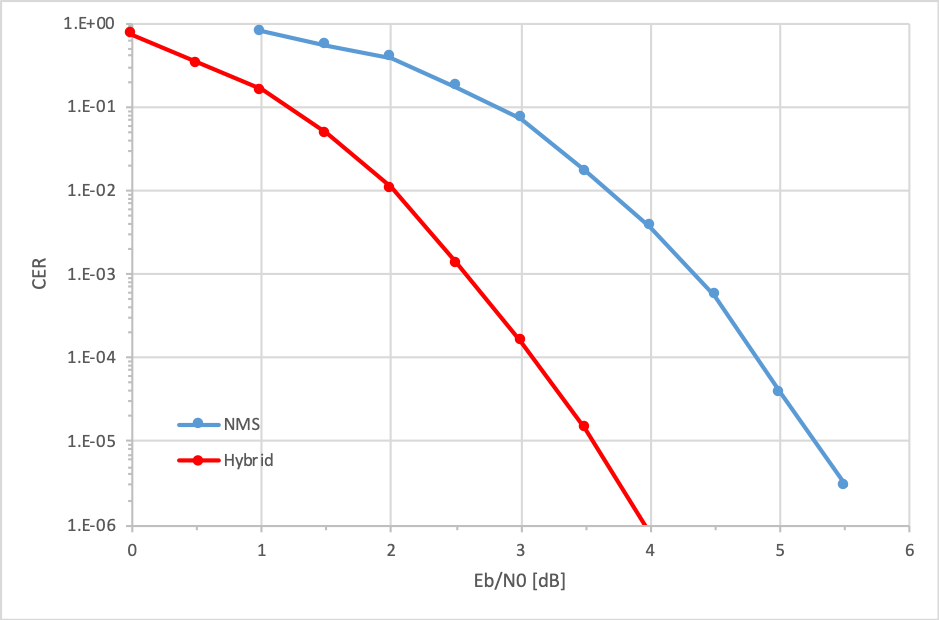 1.E+00
1.E-01
1.E-02
1.E-03
1.E-04
1.E-05
1.E-06
CER
NMS
Hybrid
0 1 2 3 4 5 6
Eb/N0 [dB]